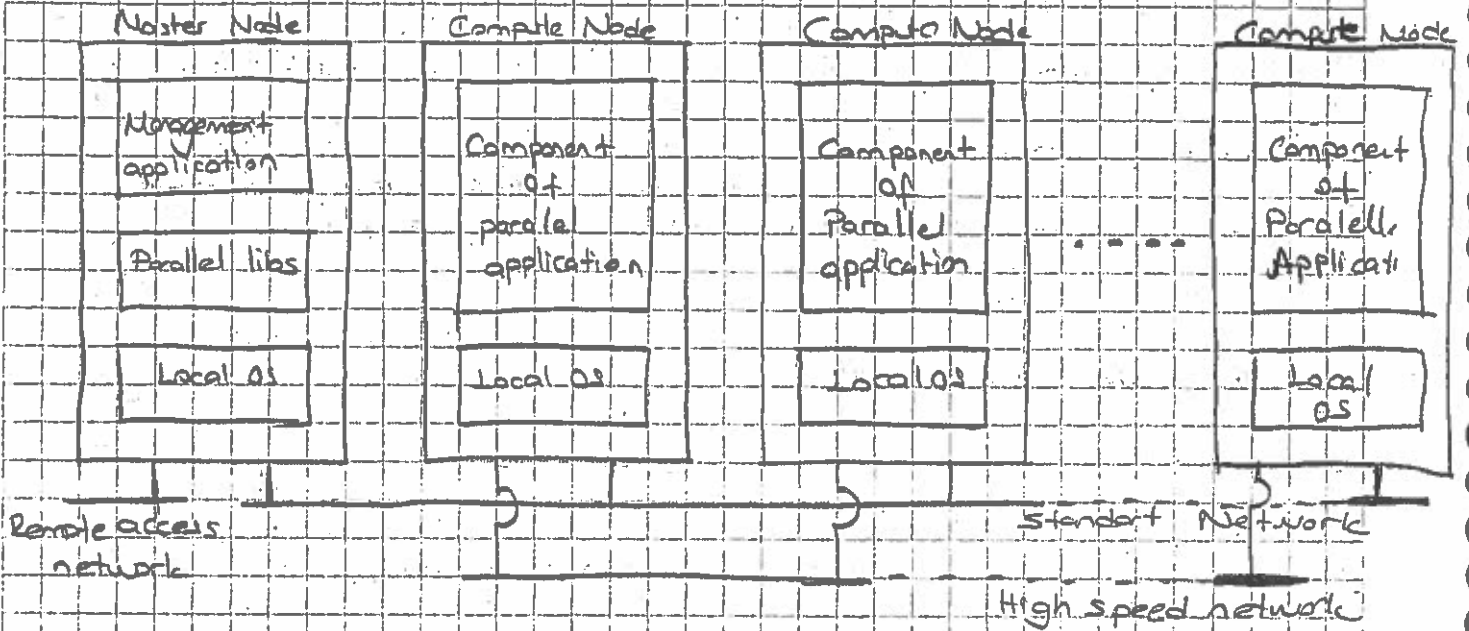 Master Node
Compute Node
Compute Node
Compute Node
Management
application
Parallel libs
Local OS
Component
of
paralel
application
Local OS
Component
of
Parallel
application
Local OS
Component
of
Paralell
Applicati
Local
OS
Remote access
network
Standart Network
High speed network